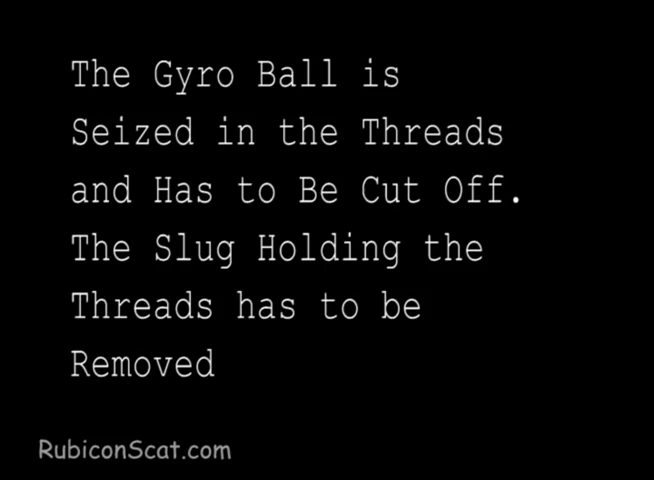 The Gyro Ball is
Seized in the Threads
and Has to Be Cut Off.
The Slug Holding the
Threads has to be
Removed
RubiconScat.com